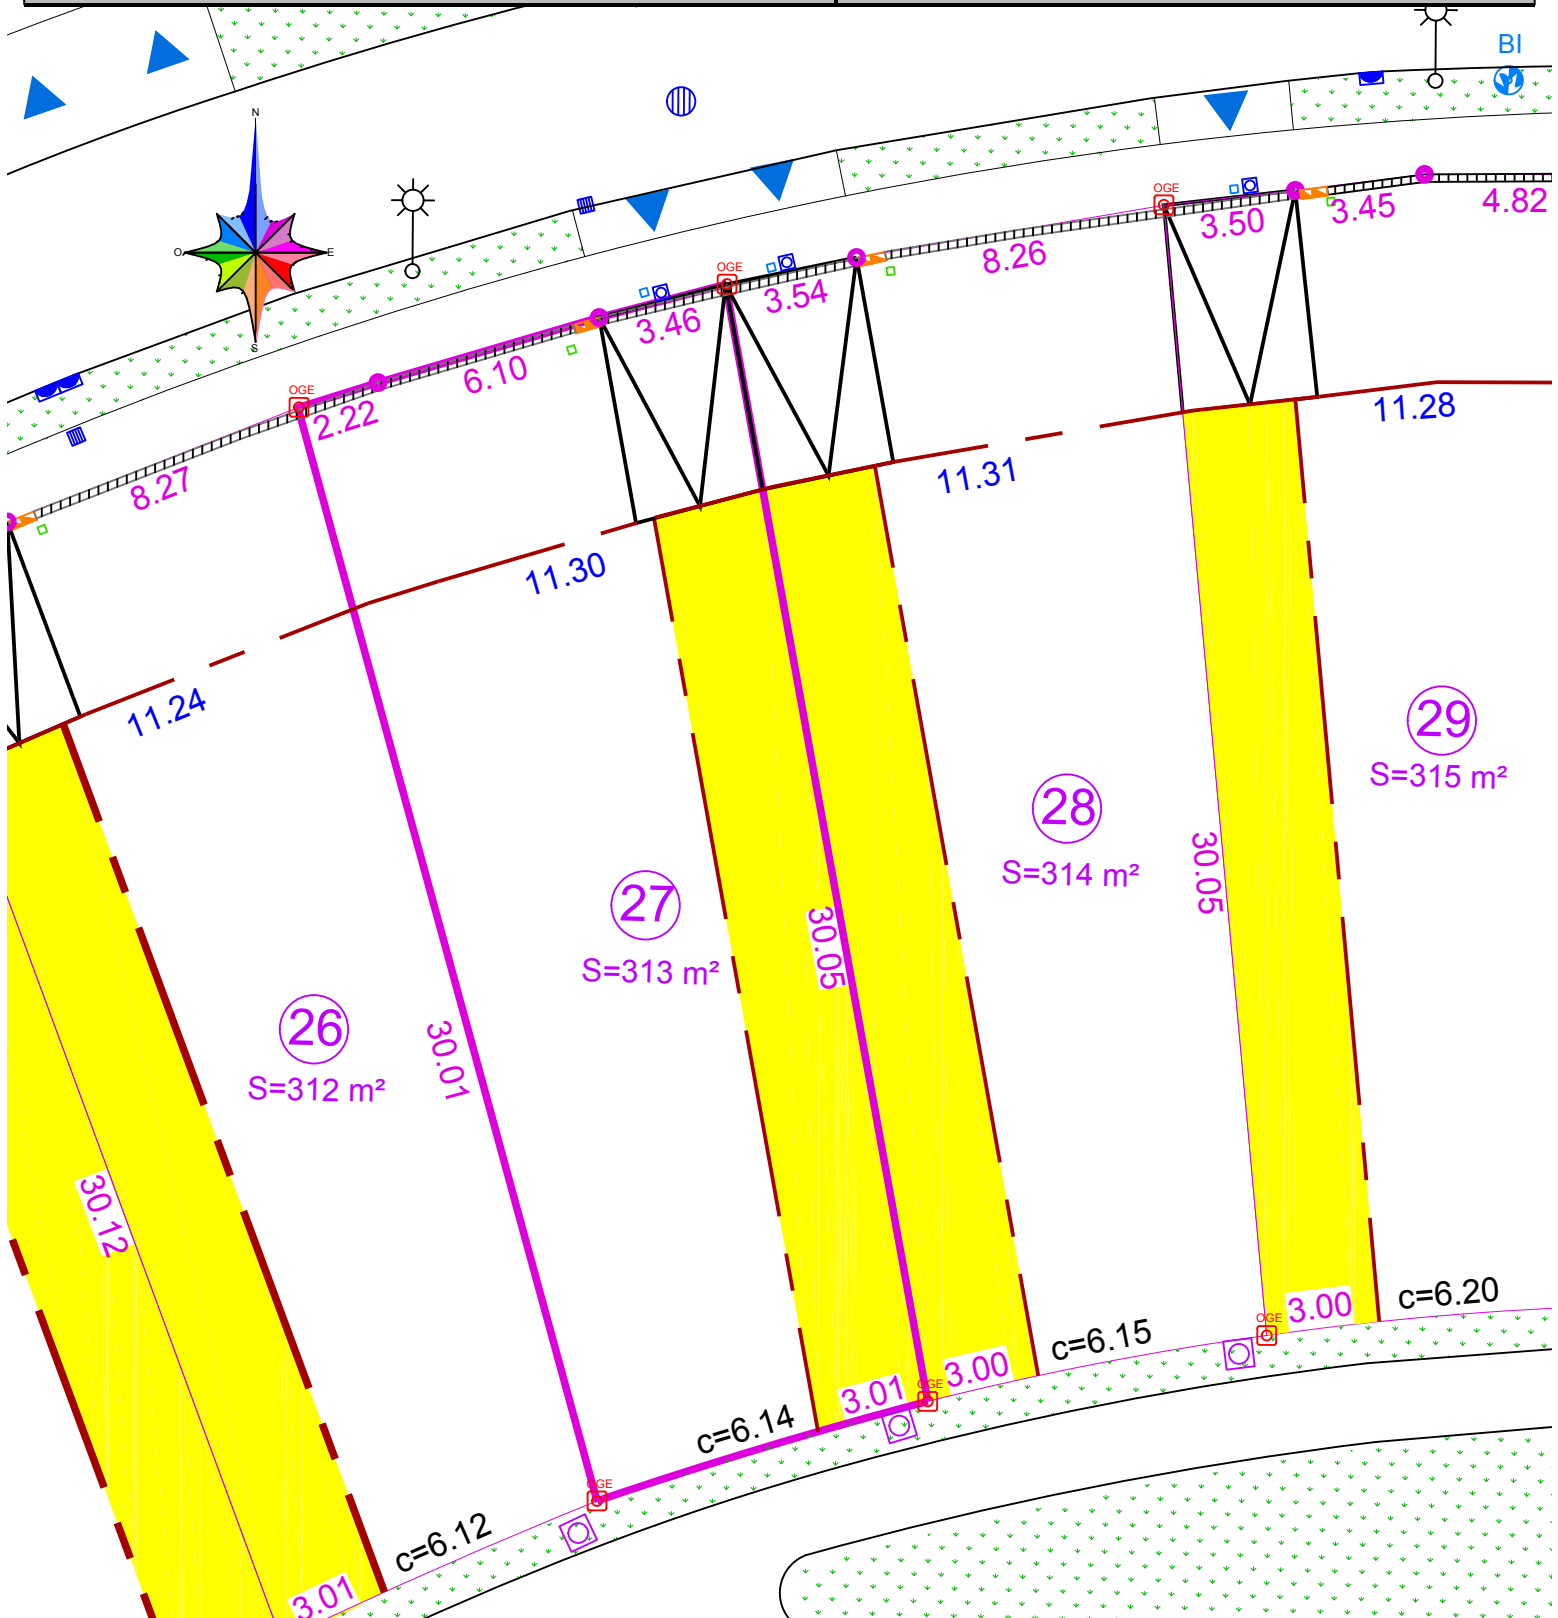 BI
N
O
E
S
OGE
3.50
3.45
4.82
OGE
3.54
8.26
3.46
OGE
2.22
6.10
8.27
11.28
11.31
11.30
11.24
29
S=315 m²
28
S=314 m²
30.05
27
S=313 m²
30.05
26
S=312 m²
30.01
30.12
OGE
3.00
c=6.20
c=6.15
OGE
3.00
3.01
c=6.14
OGE
c=6.12
3.01